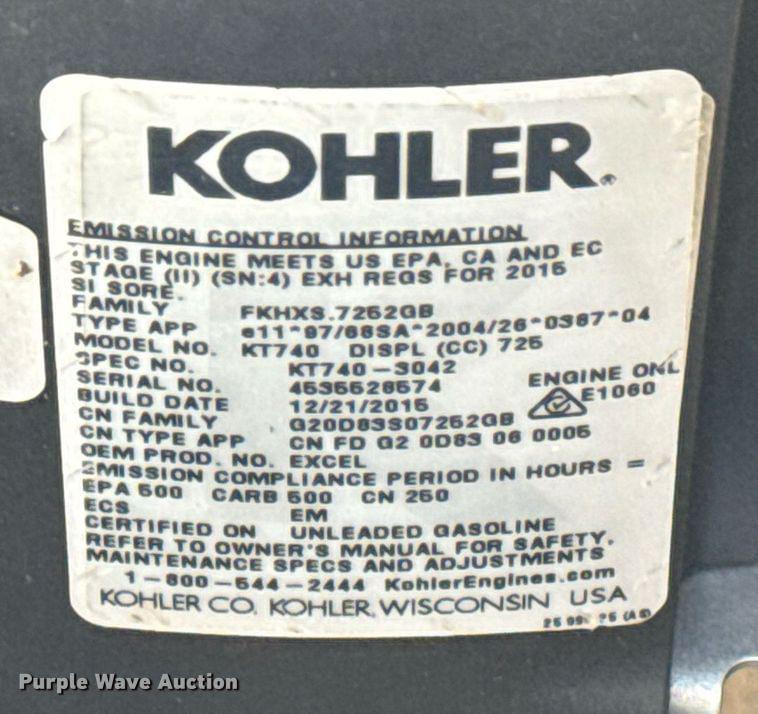 KOHLER®
EMISSION CONTROL INFORMATION
THIS ENGINE MEETS US EPA, CA AND EC
STAGE (II) (SN:4) EXH REGS FOR 2015
SI SORE.
FAMILY FKHXS.7252GB
TYPE APP e11*97/68SA*2004/26*0387*04
MODEL NO. KT740 DISPL (CC) 725
SPEC NO. KT740-3042
SERIAL NO. 4535528574 ENGINE ONL
BUILD DATE 12/21/2015 E1060
CN FAMILY G20D83S07252GB
CN TYPE APP CN FD G2 0D83 06 0005
OEM PROD. NO. EXCEL
EMISSION COMPLIANCE PERIOD IN HOURS =
EPA 500 CARB 500 CN 250
ECS EM
CERTIFIED ON UNLEADED GASOLINE
REFER TO OWNER'S MANUAL FOR SAFETY,
MAINTENANCE SPECS AND ADJUSTMENTS
1-800-544-2444 KohlerEngines.com
KOHLER CO. KOHLER, WISCONSIN USA
Purple Wave Auction